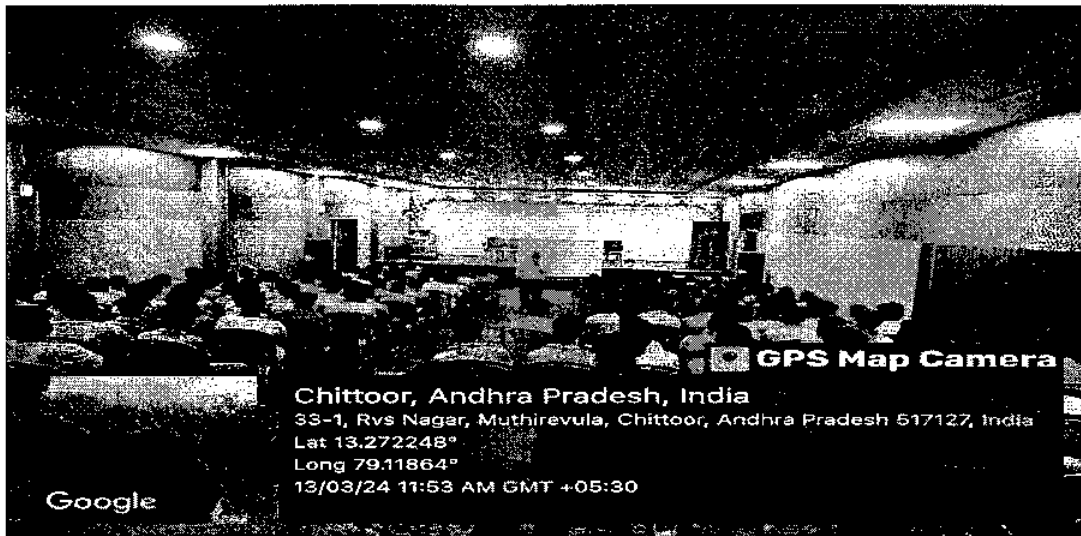 GPS Map Camera
Chittoor, Andhra Pradesh, India
33-1, Rvs Nagar, Muthirevula, Chittoor, Andhra Pradesh 517127, India
Lat 13.272248°
Long 79.11864°
13/03/24 11:53 AM GMT +05:30
Google